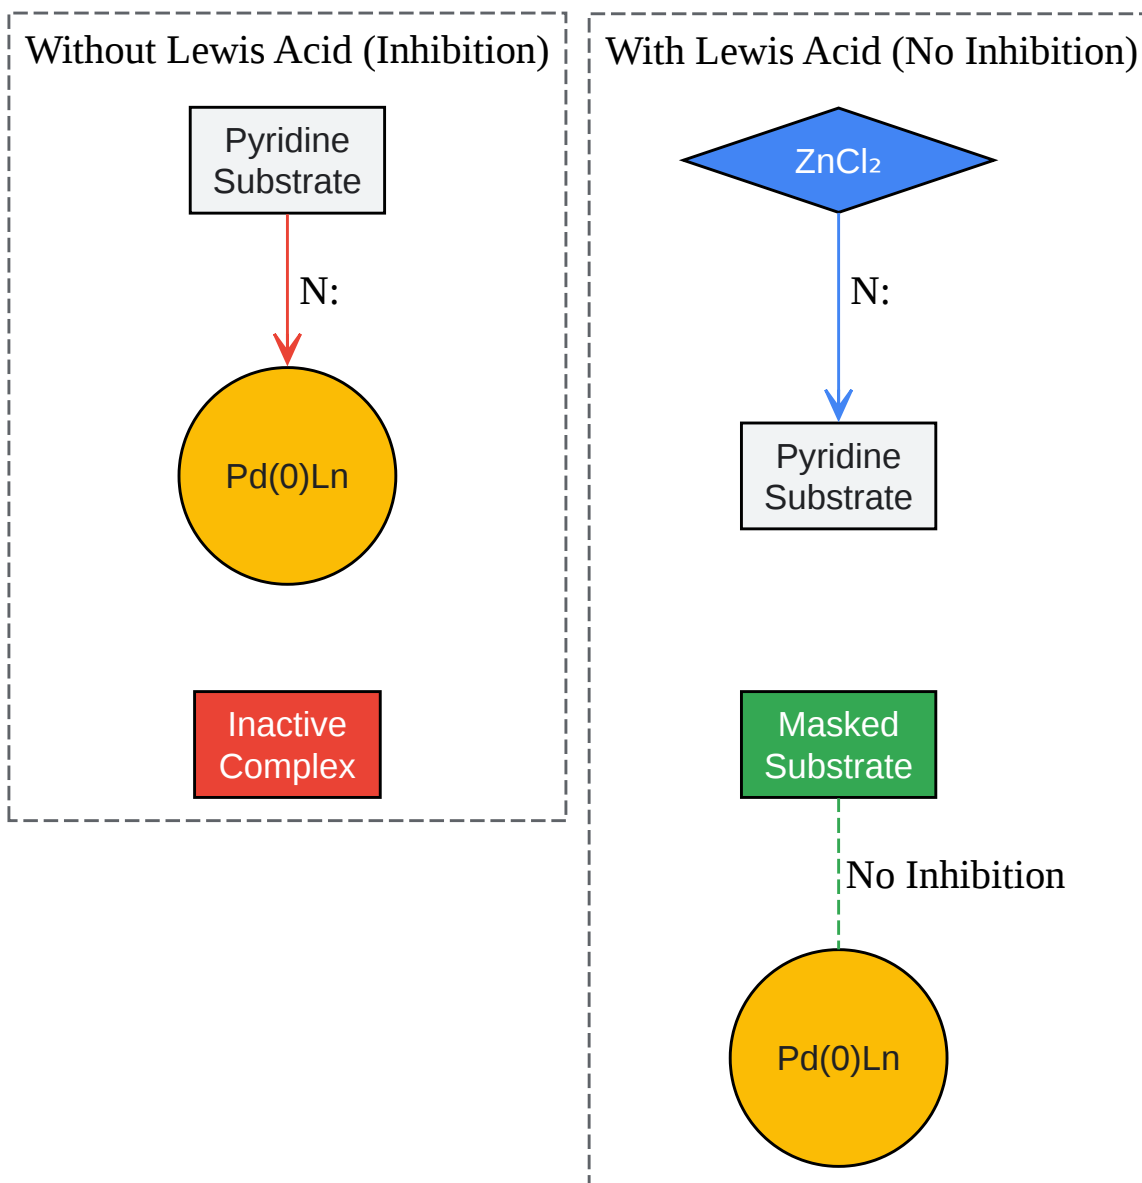 Without Lewis Acid (Inhibition)
Pyridine
Substrate
N:
Pd(0)Ln
Inactive
Complex
With Lewis Acid (No Inhibition)
ZnCl₂
N:
Pyridine
Substrate
Masked
Substrate
No Inhibition
Pd(0)Ln